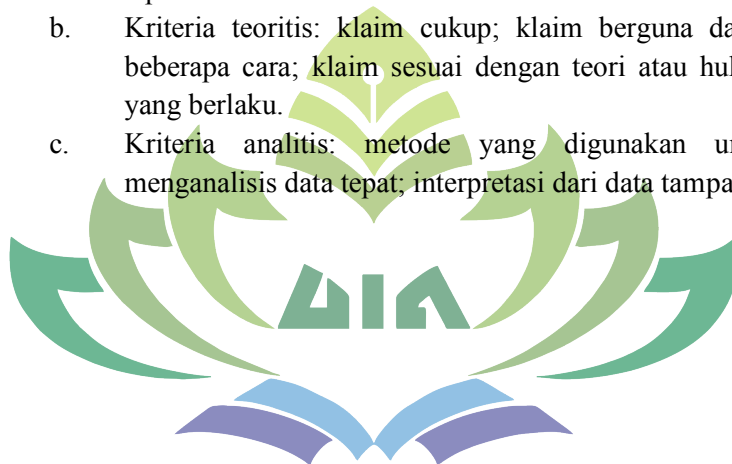 b. Kriteria teoritis: klaim cukup; klaim berguna da
beberapa cara; klaim sesuai dengan teori atau hu
yang berlaku.
c. Kriteria analitis: metode yang digunakan u
menganalisis data tepat; interpretasi dari data tampa